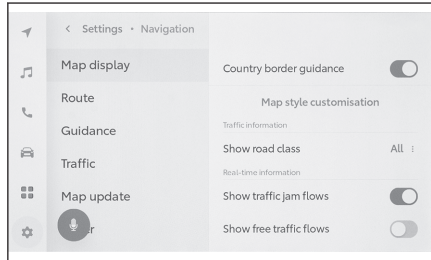 < Settings • Navigation
Map display
Route
Guidance
Traffic
Map update
r
Country border guidance
Map style customisation
Traffic information
Show road class All
Real-time information
Show traffic jam flows
Show free traffic flows